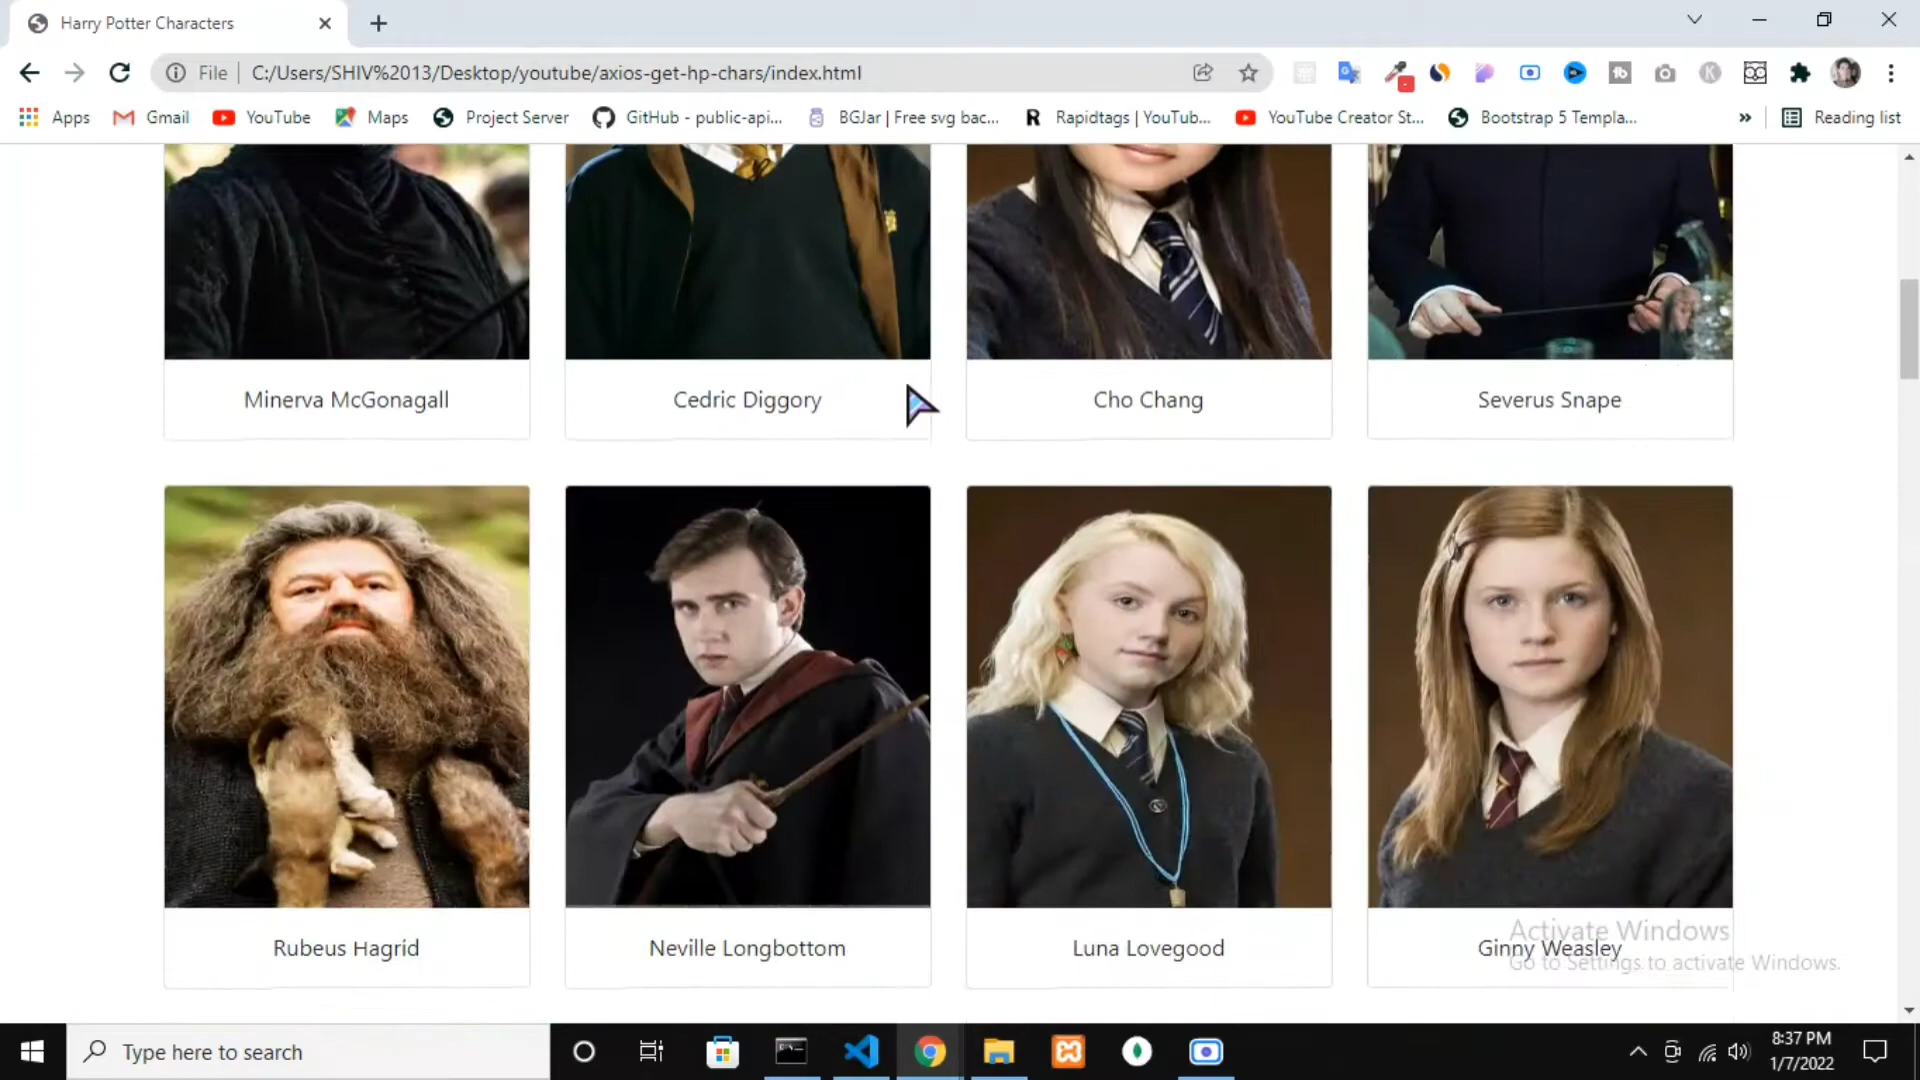 Harry Potter Characters
File
C:/Users/SHIV%2013/Desktop/youtube/axios-get-hp-chars/index.html
Apps
Gmail
YouTube
Maps
Project Server
GitHub - public-api...
BGJar | Free svg bac...
Rapidtags | YouTub...
YouTube Creator St...
Bootstrap 5 Templa...
»
Reading list
Minerva McGonagall
Cedric Diggory
Cho Chang
Severus Snape
Rubeus Hagrid
Neville Longbottom
Luna Lovegood
Ginny Weasley
Activate Windows
Go to Settings to activate Windows.
Type here to search
8:37 PM
1/7/2022